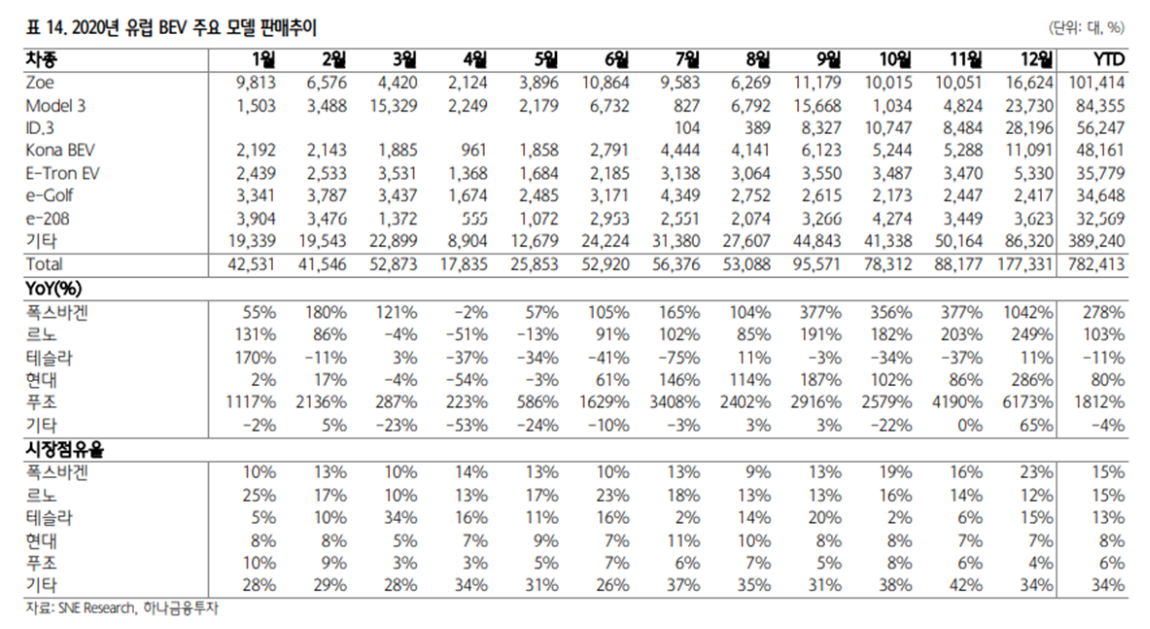 표 14. 2020년 유럽 BEV 주요 모델 판매추이 (단위: 대, %)
차종 1월 2월 3월 4월 5월 6월 7월 8월 9월 10월 11월 12월 YTD
Zoe 9,813 6,576 4,420 2,124 3,896 10,864 9,583 6,269 11,179 10,015 10,051 16,624 101,414
Model 3 1,503 3,488 15,329 2,249 2,179 6,732 827 6,792 15,668 1,034 4,824 23,730 84,355
ID.3 104 389 8,327 10,747 8,484 28,196 56,247
Kona BEV 2,192 2,143 1,885 961 1,858 2,791 4,444 4,141 6,123 5,244 5,288 11,091 48,161
E-Tron EV 2,439 2,533 3,531 1,368 1,684 2,185 3,138 3,064 3,550 3,487 3,470 5,330 35,779
e-Golf 3,341 3,787 3,437 1,674 2,485 3,171 4,349 2,752 2,615 2,173 2,447 2,417 34,648
e-208 3,904 3,476 1,372 555 1,072 2,953 2,551 2,074 3,266 4,274 3,449 3,623 32,569
기타 19,339 19,543 22,899 8,904 12,679 24,224 31,380 27,607 44,843 41,338 50,164 86,320 389,240
Total 42,531 41,546 52,873 17,835 25,853 52,920 56,376 53,088 95,571 78,312 88,177 177,331 782,413
YoY(%)
폭스바겐 55% 180% 121% -2% 57% 105% 165% 104% 377% 356% 377% 1042% 278%
르노 131% 86% -4% -51% -13% 91% 102% 85% 191% 182% 203% 249% 103%
테슬라 170% -11% 3% -37% -34% -41% -75% 11% -3% -34% -37% 11% -11%
현대 2% 17% -4% -54% -3% 61% 146% 114% 187% 102% 86% 286% 80%
푸조 1117% 2136% 287% 223% 586% 1629% 3408% 2402% 2916% 2579% 4190% 6173% 1812%
기타 -2% 5% -23% -53% -24% -10% -3% 3% 3% -22% 0% 65% -4%
시장점유율
폭스바겐 10% 13% 10% 14% 13% 10% 13% 9% 13% 19% 16% 23% 15%
르노 25% 17% 10% 13% 17% 23% 18% 13% 13% 16% 14% 12% 15%
테슬라 5% 10% 34% 16% 11% 16% 2% 14% 20% 2% 6% 15% 13%
현대 8% 8% 5% 7% 9% 7% 11% 10% 8% 8% 7% 7% 8%
푸조 10% 9% 3% 3% 5% 7% 6% 7% 5% 8% 6% 4% 6%
기타 28% 29% 28% 34% 31% 26% 37% 35% 31% 38% 42% 34% 34%
자료: SNE Research, 하나금융투자